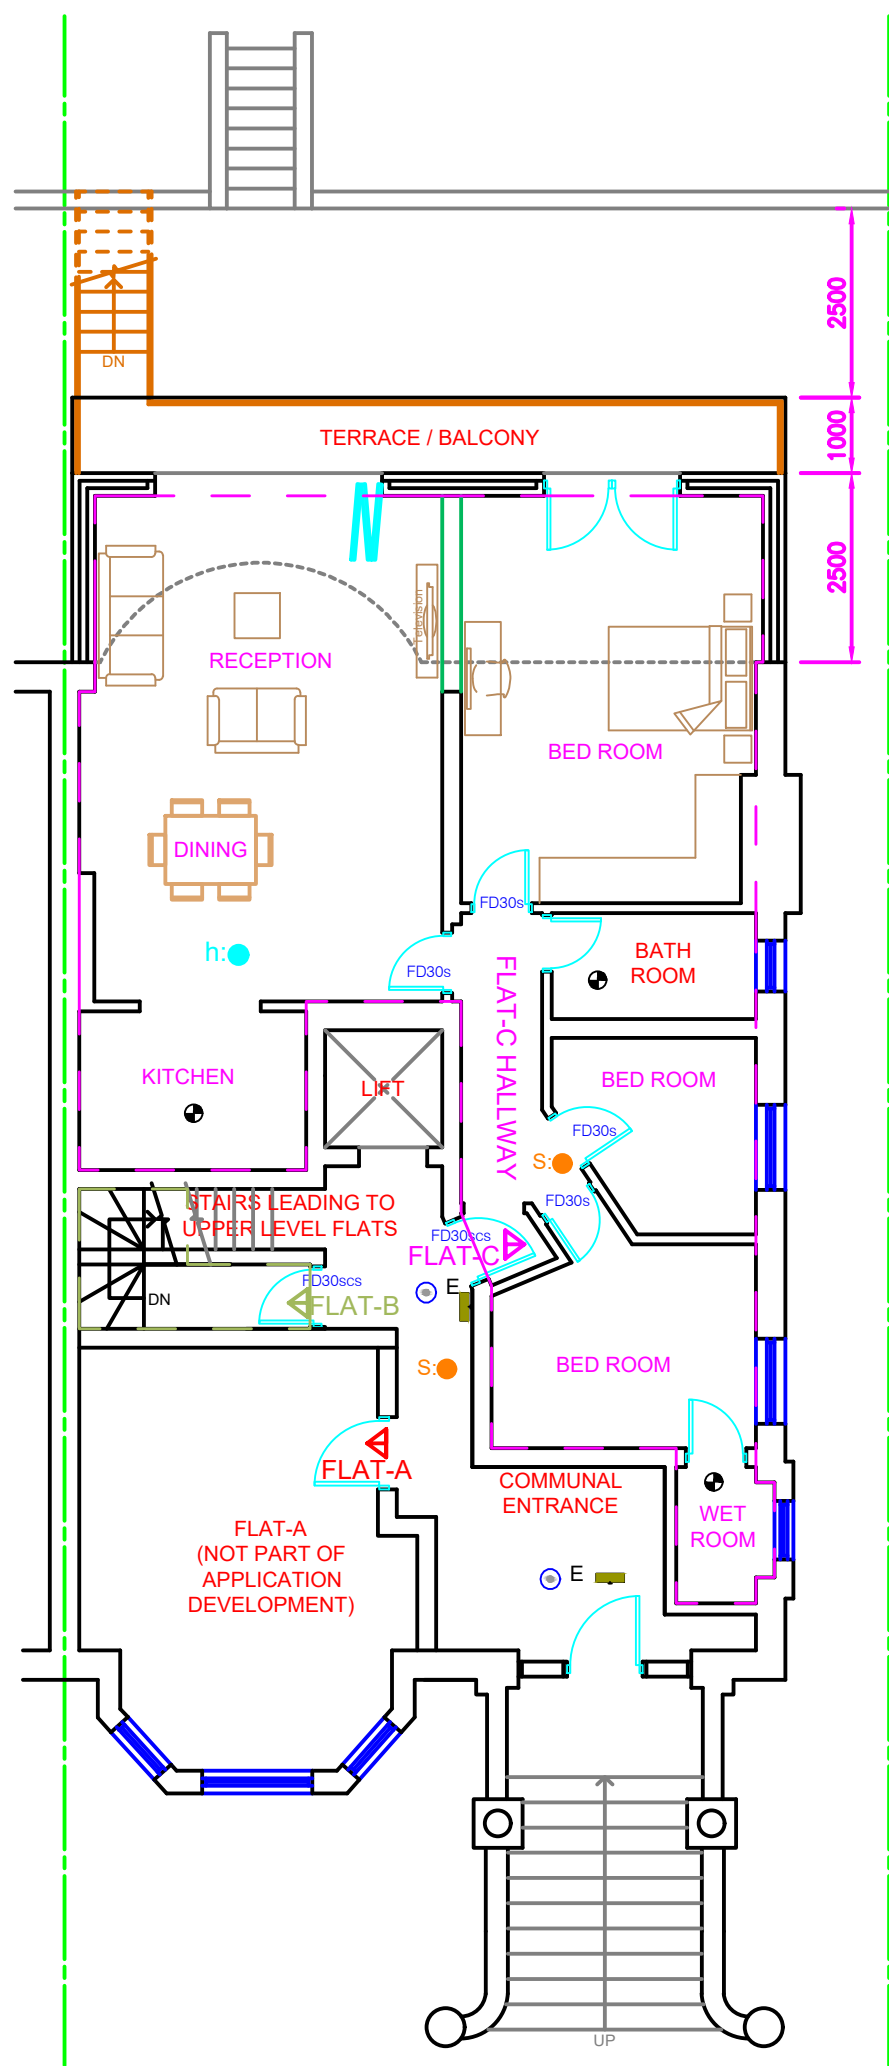 2500
DN
1000
TERRACE / BALCONY
2500
Television
RECEPTION
BED ROOM
DINING
FD30s
h:
FD30s
BATH
ROOM
FLAT-C HALLWAY
KITCHEN
LIFT
BED ROOM
FD30s
S:
FD30s
STAIRS LEADING TO
UPPER LEVEL FLATS
FD30scs
FLAT-C
FD30scs
E
DN
FLAT-B
BED ROOM
S:
FLAT-A
COMMUNAL
ENTRANCE
WET
ROOM
FLAT-A
(NOT PART OF
APPLICATION
DEVELOPMENT)
E
UP